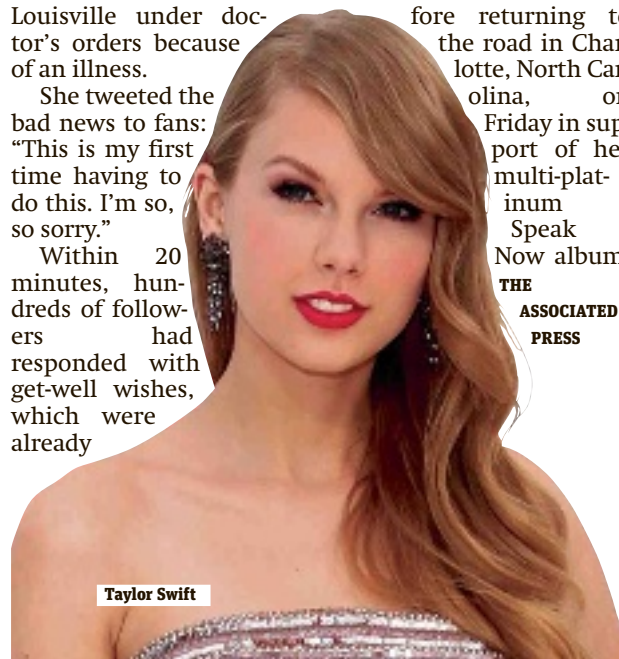 Louisville under doc-
tor's orders because
of an illness.
She tweeted the
bad news to fans:
“This is my first
time having to
do this. I'm so,
so sorry.”
Within 20
minutes, hun-
dreds of follow-
ers had
responded with
get-well wishes,
which were
already
fore returning
the road in Char
lotte, North Car
olina,
Friday in sup
port of
multi-plat-
inum
Speak
Now album
THE
ASSOCIATED
PRESS
Taylor Swift